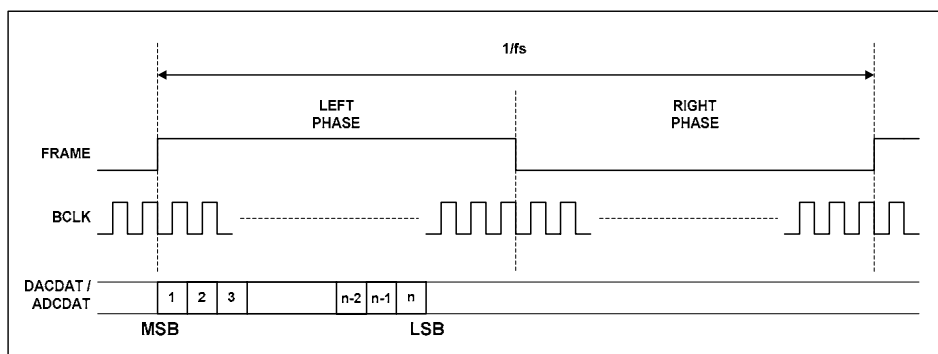 1/fs
LEFT
PHASE
RIGHT
PHASE
FRAME
BCLK
DACDAT /
ADCDAT
1 2 3 n-2 n-1 n
MSB LSB